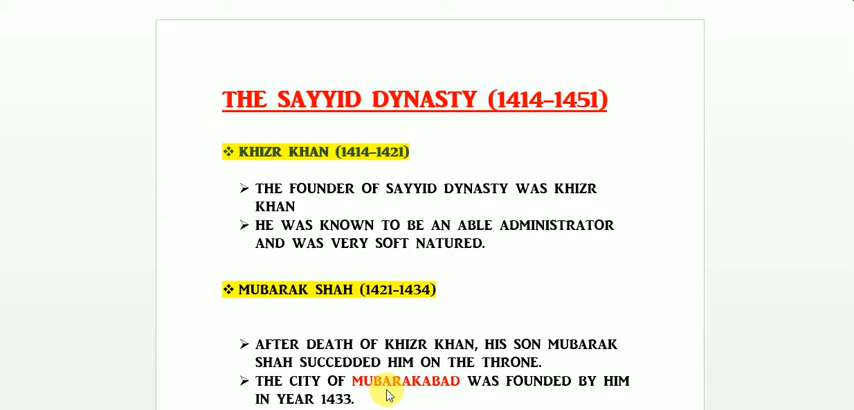 THE SAYYID DYNASTY (1414-1451)
❖ KHIZR KHAN (1414-1421)
➢ THE FOUNDER OF SAYYID DYNASTY WAS KHIZR
KHAN
➢ HE WAS KNOWN TO BE AN ABLE ADMINISTRATOR
AND WAS VERY SOFT NATURED.
❖ MUBARAK SHAH (1421-1434)
➢ AFTER DEATH OF KHIZR KHAN, HIS SON MUBARAK
SHAH SUCCEDDED HIM ON THE THRONE.
➢ THE CITY OF MUBARAKABAD WAS FOUNDED BY HIM
IN YEAR 1433.